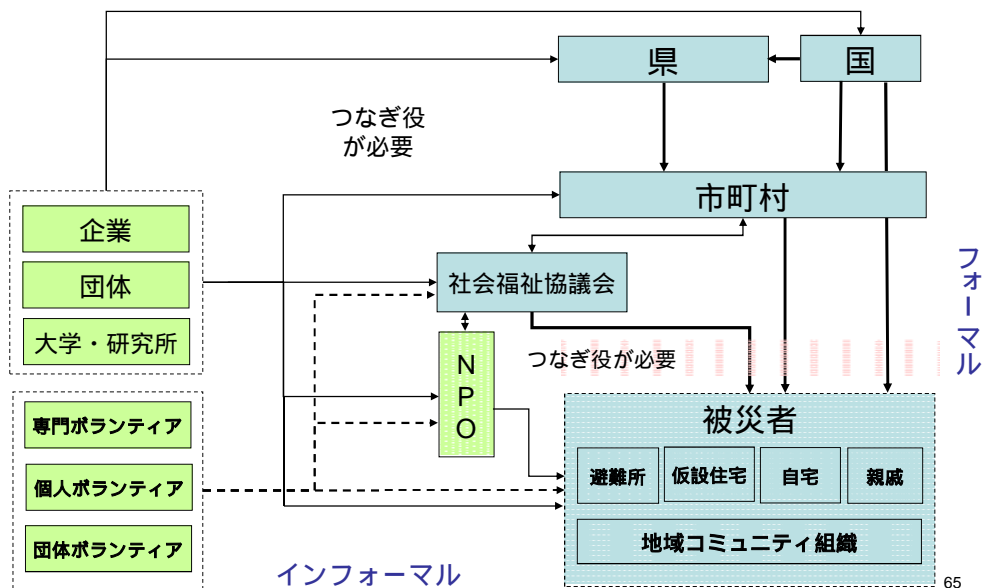 県
国
つなぎ役
が必要
市町村
企業
団体
大学・研究所
社会福祉協議会
フォーマル
NPO
つなぎ役が必要
専門ボランティア
個人ボランティア
団体ボランティア
被災者
避難所
仮設住宅
自宅
親戚
地域コミュニティ組織
インフォーマル
65